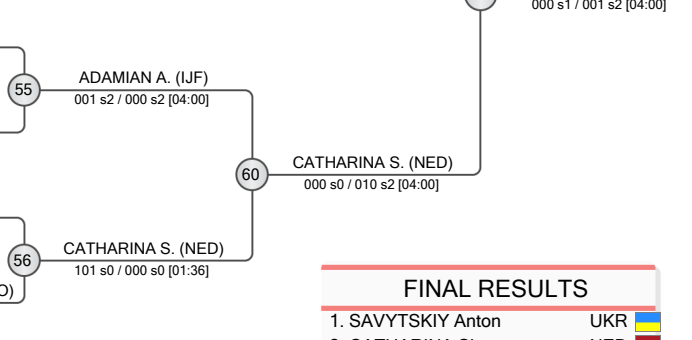 000 s1 / 001 s2 [04:00]
55
ADAMIAN A. (IJF)
001 s2 / 000 s2 [04:00]
60
CATHARINA S. (NED)
000 s0 / 010 s2 [04:00]
56
CATHARINA S. (NED)
101 s0 / 000 s0 [01:36]
O)
FINAL RESULTS
1. SAVYTSKIY Anton UKR